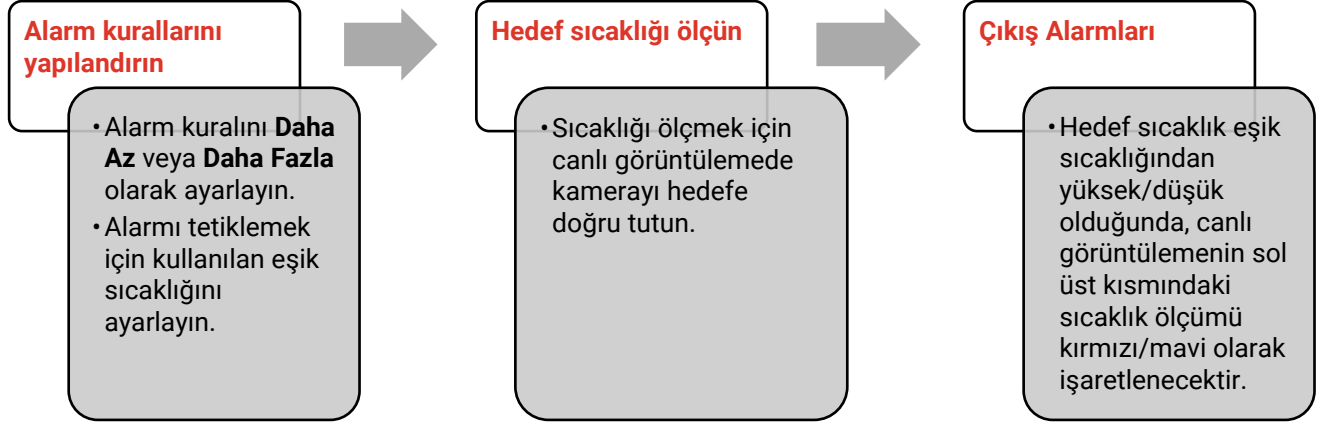 Alarm kurallarını
yapılandırın
•Alarm kuralını Daha
Az veya Daha Fazla
olarak ayarlayın.
•Alarmı tetiklemek
için kullanılan eşik
sıcaklığını
ayarlayın.
Hedef sıcaklığı ölçün
•Sıcaklığı ölçmek için
canlı görüntülemede
kamerayı hedefe
doğru tutun.
Çıkış Alarmları
•Hedef sıcaklık eşik
sıcaklığından
yüksek/düşük
olduğunda, canlı
görüntülemenin sol
üst kısmındaki
sıcaklık ölçümü
kırmızı/mavi olarak
işaretlenecektir.